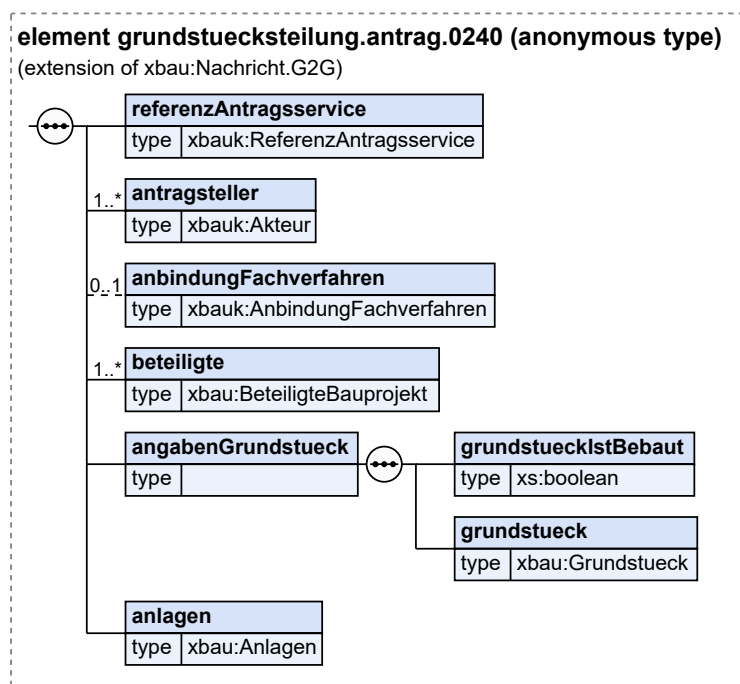 element grundstuecksteilung.antrag.0240 (anonymous type)
(extension of xbau:Nachricht.G2G)
referenzAntragsservice
type xbauk:ReferenzAntragsservice
1..* antragsteller
type xbauk:Akteur
0..1 anbindungFachverfahren
type xbauk:AnbindungFachverfahren
1..* beteiligte
type xbau:BeteiligteBauprojekt
angabenGrundstueck
type
grundstueckIstBebaut
type xs:boolean
grundstueck
type xbau:Grundstueck
anlagen
type xbau:Anlagen